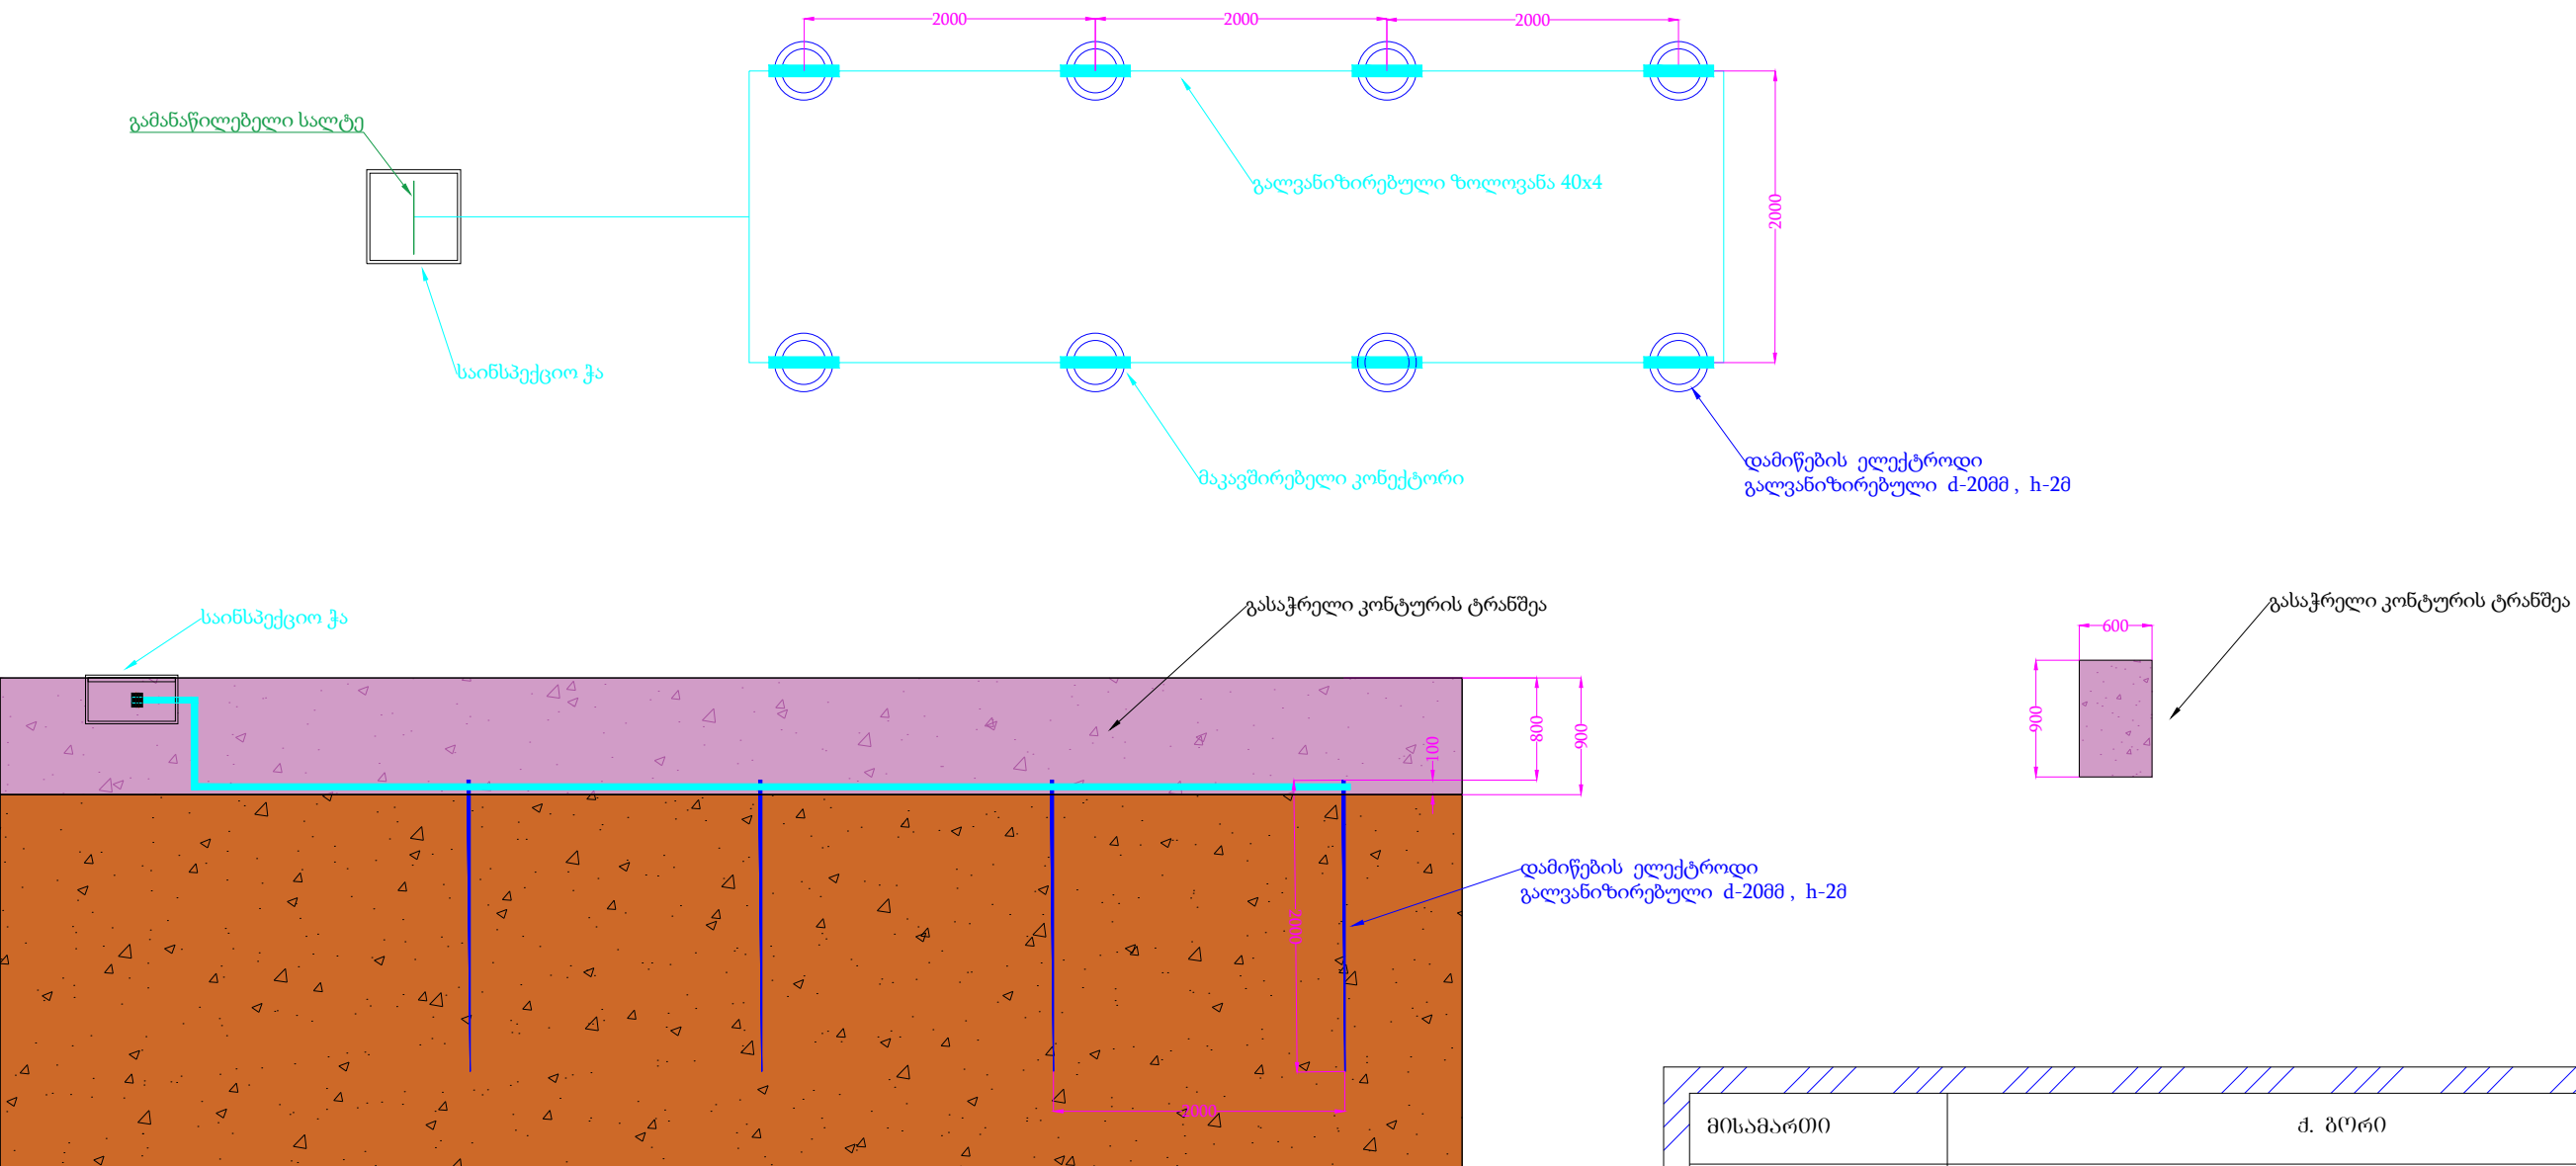 2000
2000
2000
გამანაწილებელი სალტე
გალვანიზირებული ზოლოვანა 40x4
2000
საინსპექციო ჭა
მაკავშირებელი კონექტორი
დამიწების ელექტროდი
გალვანიზირებული d-20მმ , h-2მ
საინსპექციო ჭა
გასაჭრელი კონტურის ტრანშეა
გასაჭრელი კონტურის ტრანშეა
600
900
100
800
900
დამიწების ელექტროდი
გალვანიზირებული d-20მმ , h-2მ
2000
2000
მისამართი
ქ. გორი